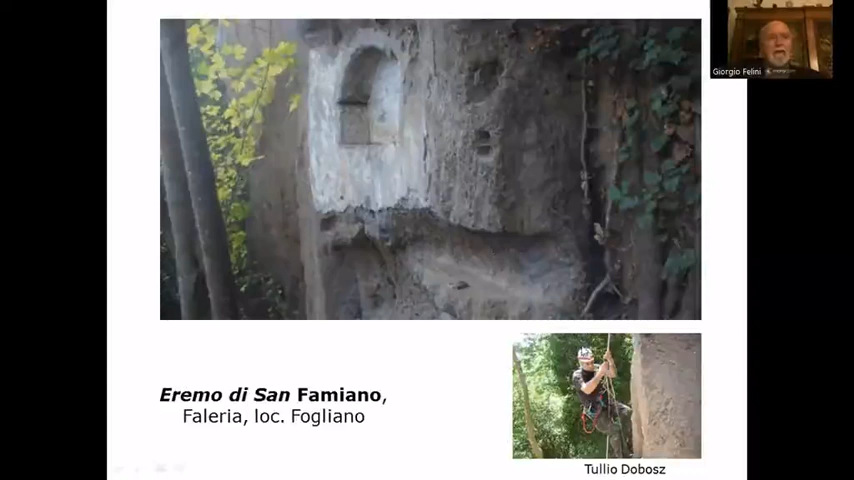 Giorgio Felini
Eremo di San Famiano,
Faleria, loc. Fogliano
Tullio Dobosz